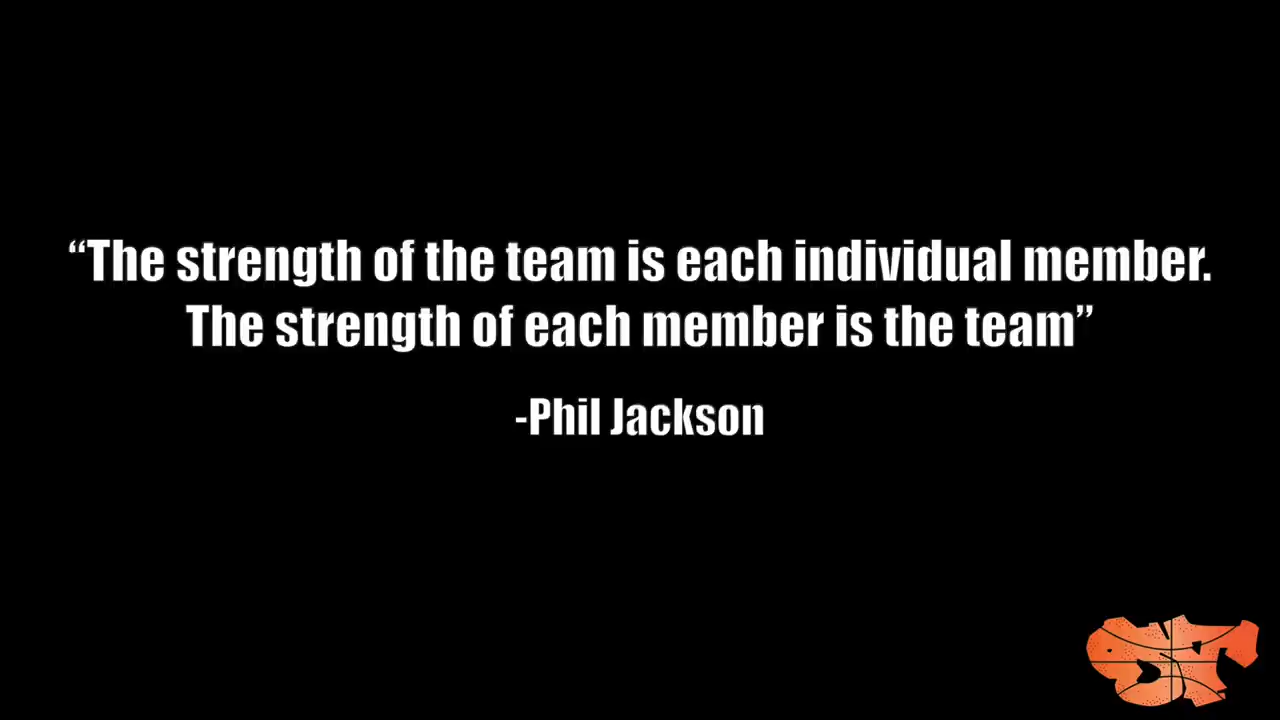 “The strength of the team is each individual member.
The strength of each member is the team”
-Phil Jackson